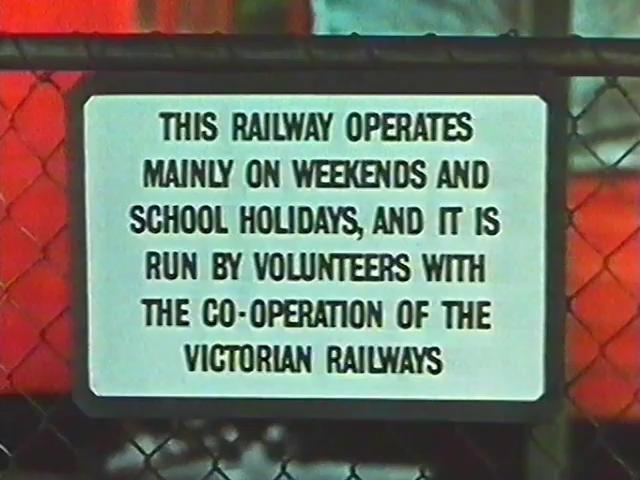 THIS RAILWAY OPERATES
MAINLY ON WEEKENDS AND
SCHOOL HOLIDAYS, AND IT IS
RUN BY VOLUNTEERS WITH
THE CO-OPERATION OF THE
VICTORIAN RAILWAYS